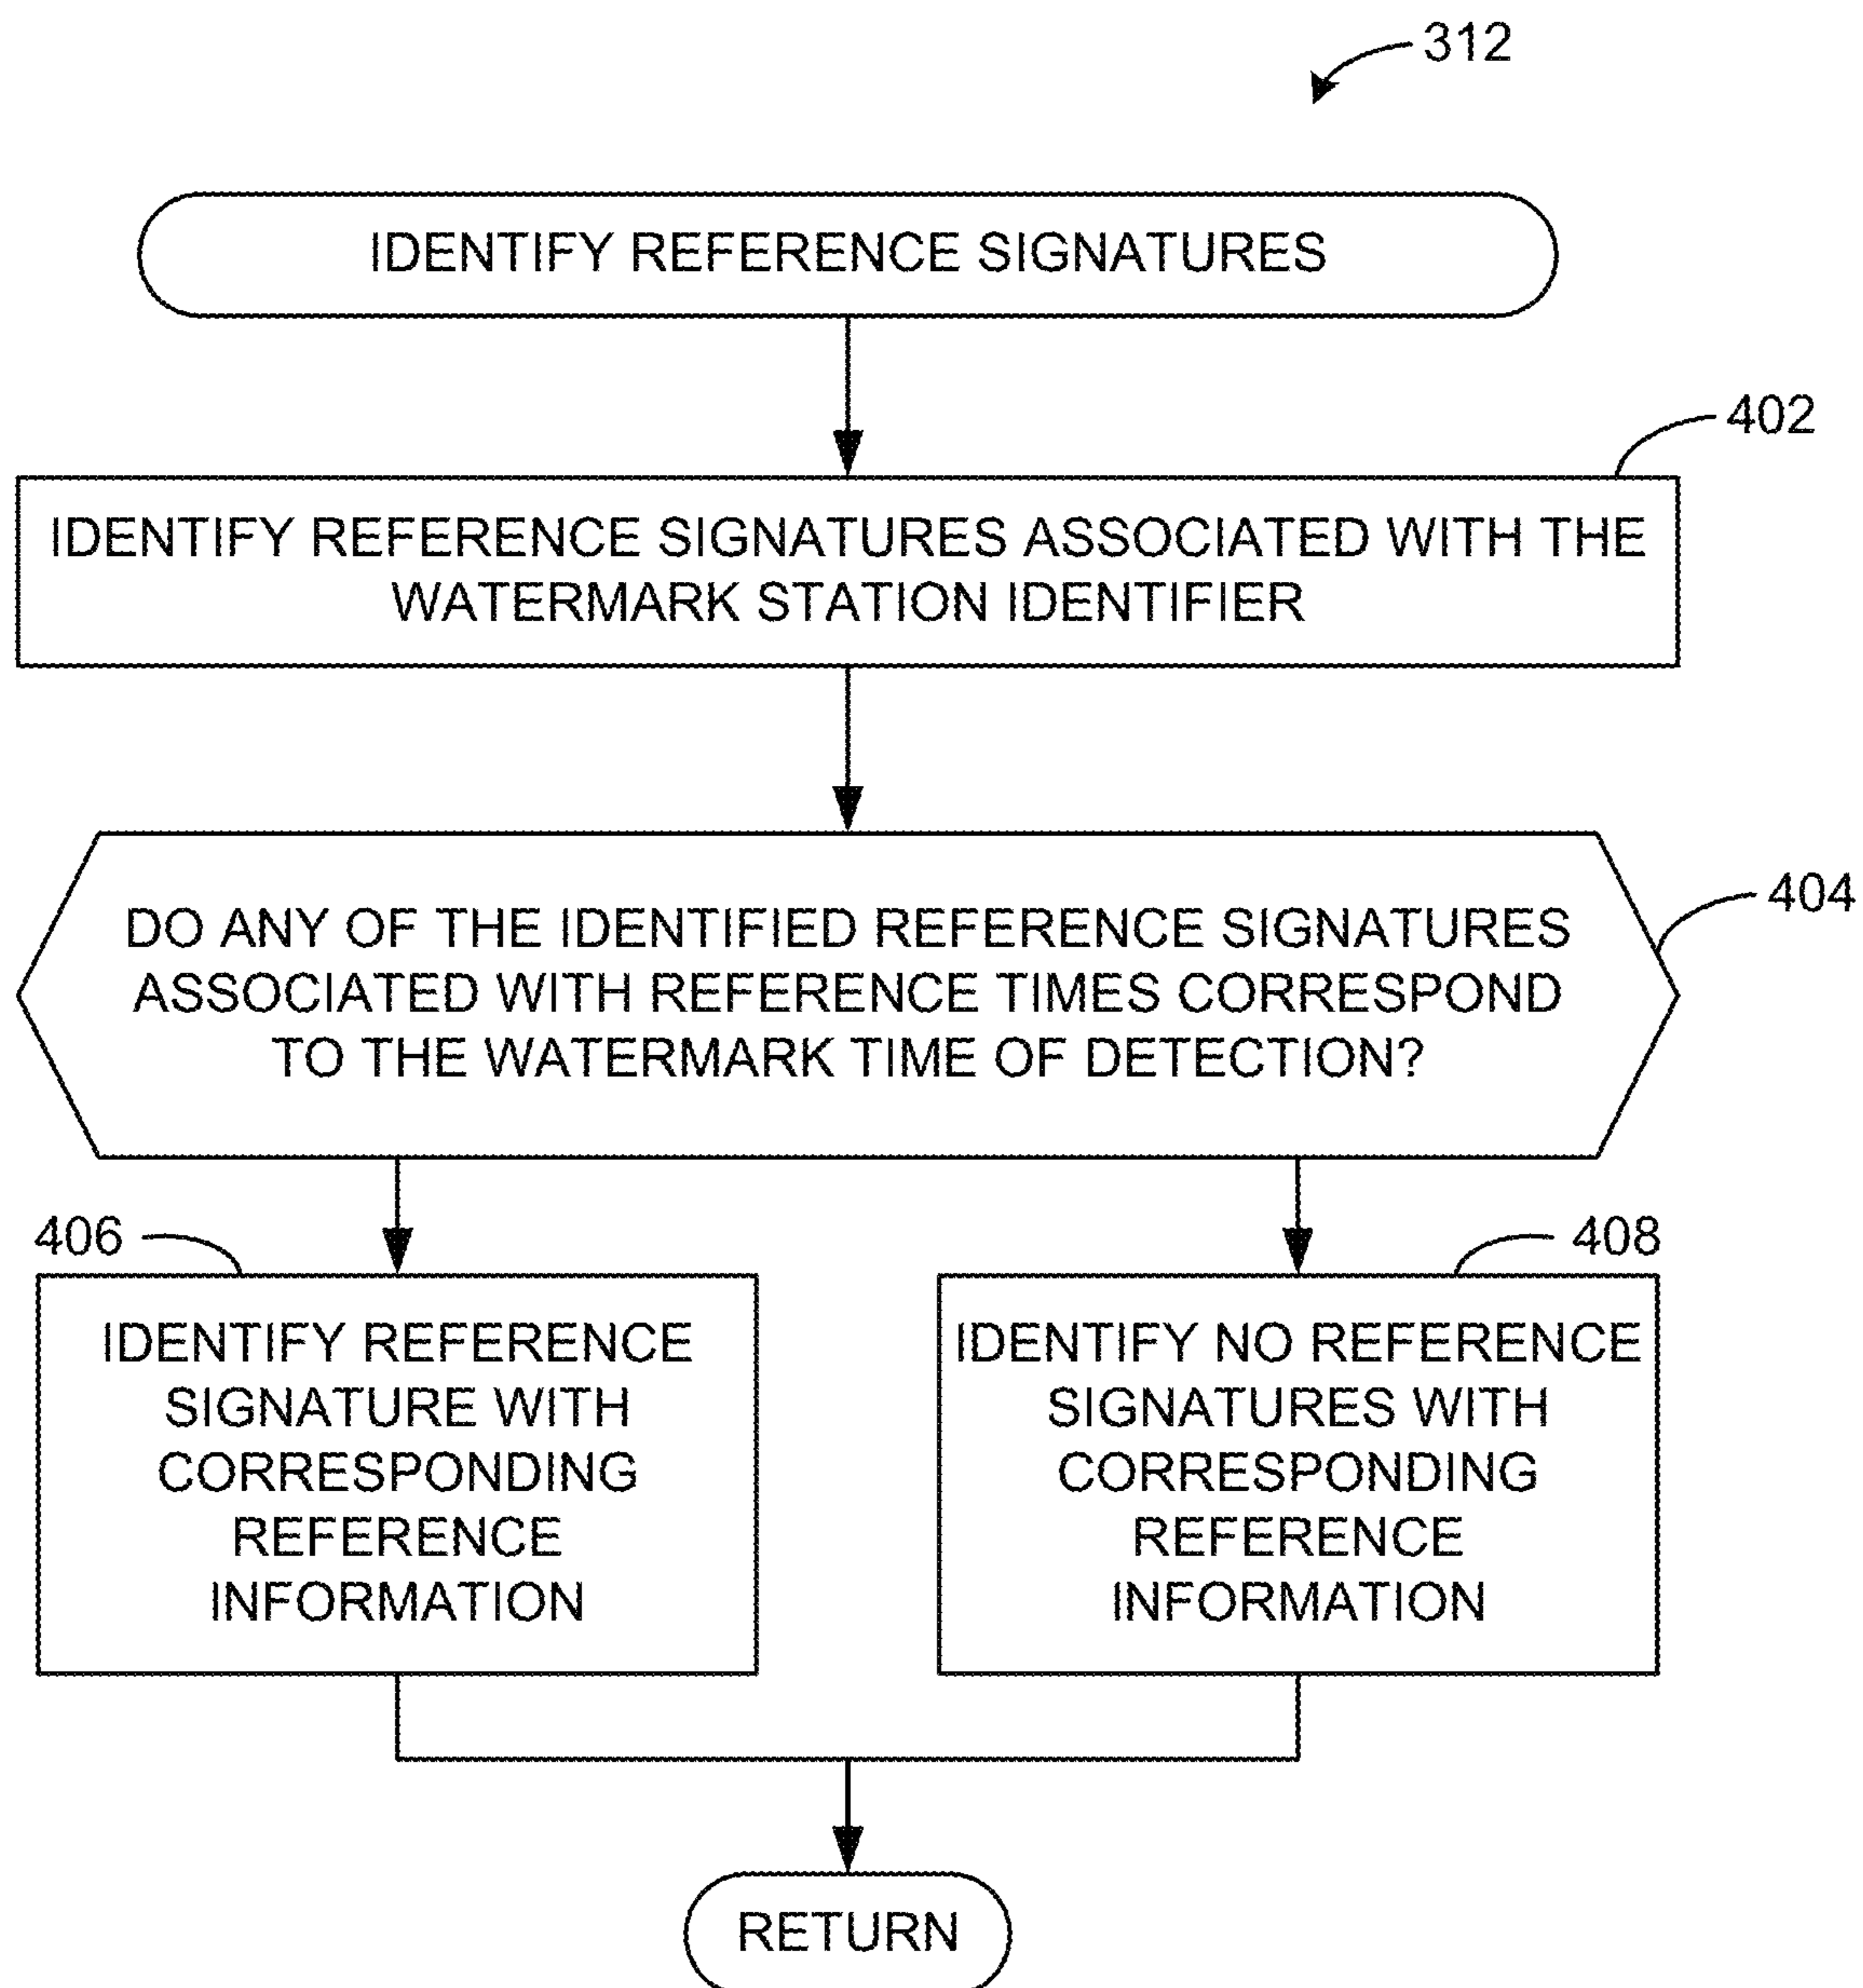 312
IDENTIFY REFERENCE SIGNATURES
402
IDENTIFY REFERENCE SIGNATURES ASSOCIATED WITH THE
WATERMARK STATION IDENTIFIER
404
DO ANY OF THE IDENTIFIED REFERENCE SIGNATURES
ASSOCIATED WITH REFERENCE TIMES CORRESPOND
TO THE WATERMARK TIME OF DETECTION?
406
IDENTIFY REFERENCE
SIGNATURE WITH
CORRESPONDING
REFERENCE
INFORMATION
408
IDENTIFY NO REFERENCE
SIGNATURES WITH
CORRESPONDING
REFERENCE
INFORMATION
RETURN